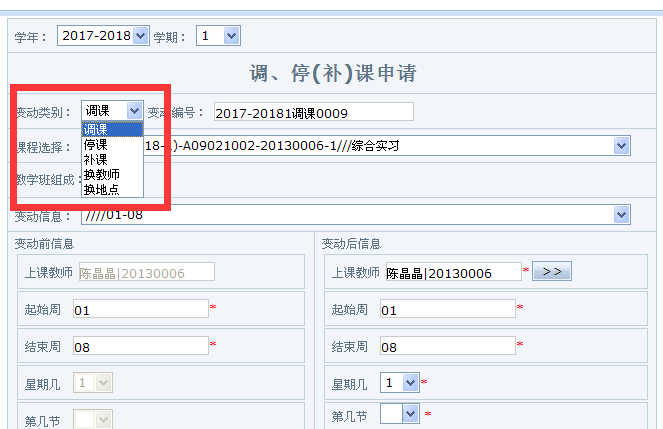 学年： 2017-2018 学期： 1
调、停(补)课申请
变动类别： 调课 变动编号： 2017-20181调课0009
调课
停课
补课
换教师
换地点
课程选择： 18-1)-A09021002-20130006-1///综合实习
教学班组成：
变动信息： ////01-08
变动前信息
上课教师 陈晶晶|20130006
起始周 01 *
结束周 08 *
星期几 1
第几节
变动后信息
上课教师 陈晶晶|20130006 * >>
起始周 01 *
结束周 08 *
星期几 1 *
第几节 *